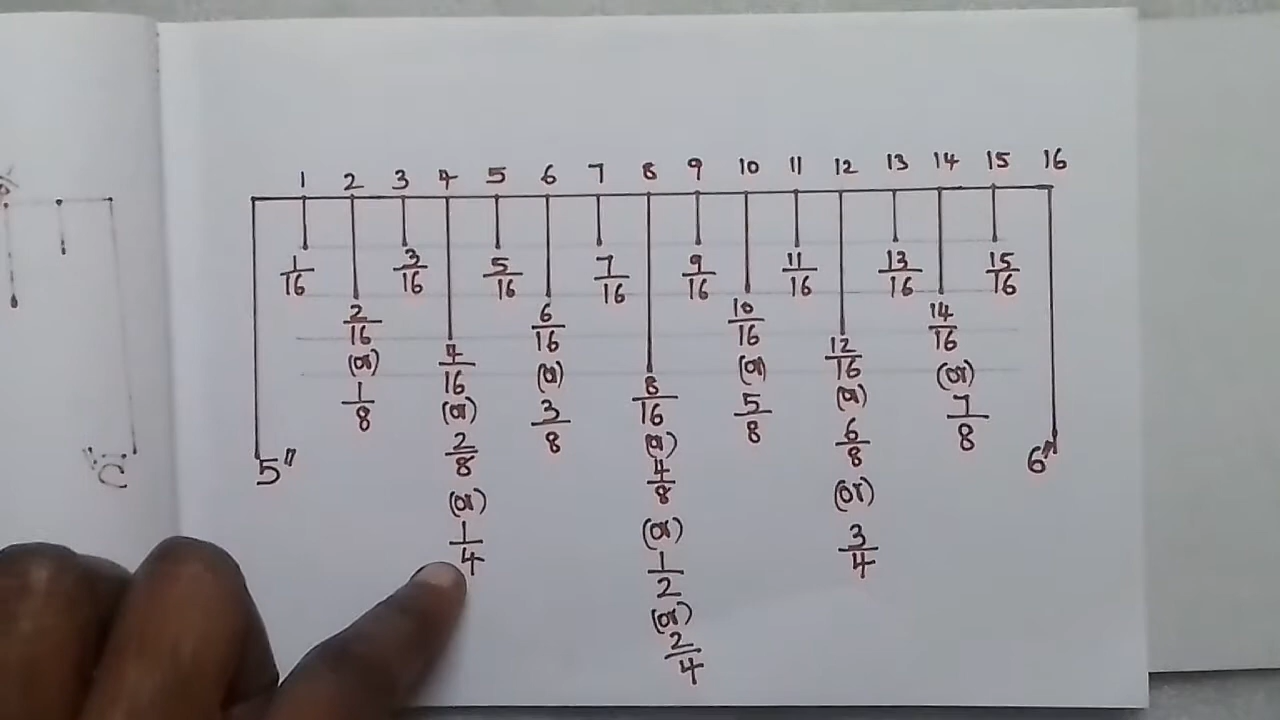 1 2 3 4 5 6 7 8 9 10 11 12 13 14 15 16
1/16 3/16 5/16 7/16 9/16 11/16 13/16 15/16
2/16 (or) 1/8
4/16 (or) 2/8 (or) 1/4
6/16 (or) 3/8
8/16 (or) 4/8 (or) 1/2 (or) 2/4
10/16 (or) 5/8
12/16 (or) 6/8 (or) 3/4
14/16 (or) 7/8
5" 6"